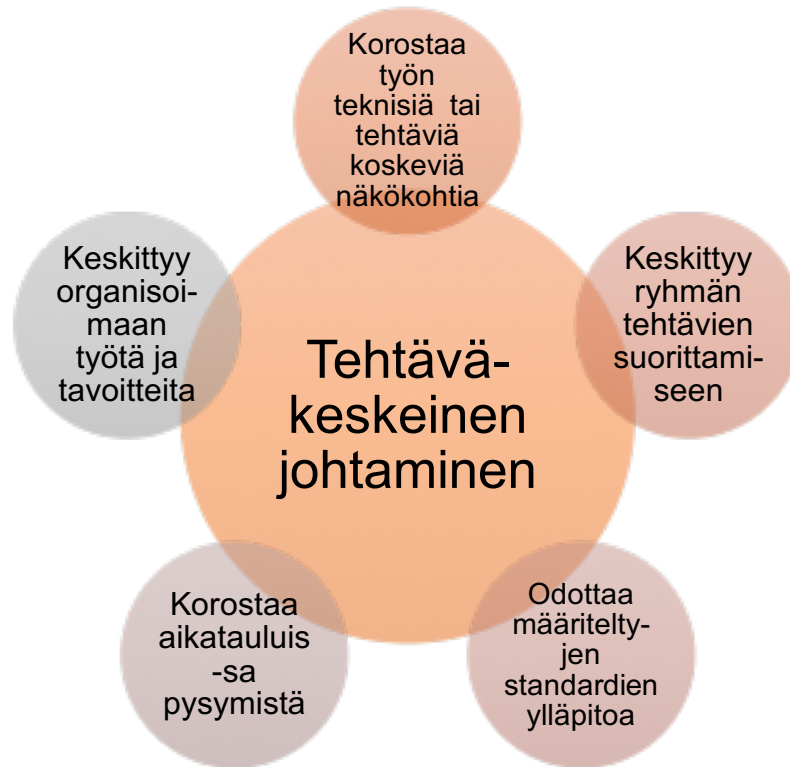 Korostaa
työn
teknisiä tai
tehtäviä
koskeviä
näkökohtia
Keskittyy
organisoi-
maan
työtä ja
tavoitteita
Keskittyy
ryhmän
tehtävien
suorittami-
seen
Tehtävä-
keskeinen
johtaminen
Korostaa
aikatauluis
-sa
pysymistä
Odottaa
määritelty-
jen
standardien
ylläpitoa